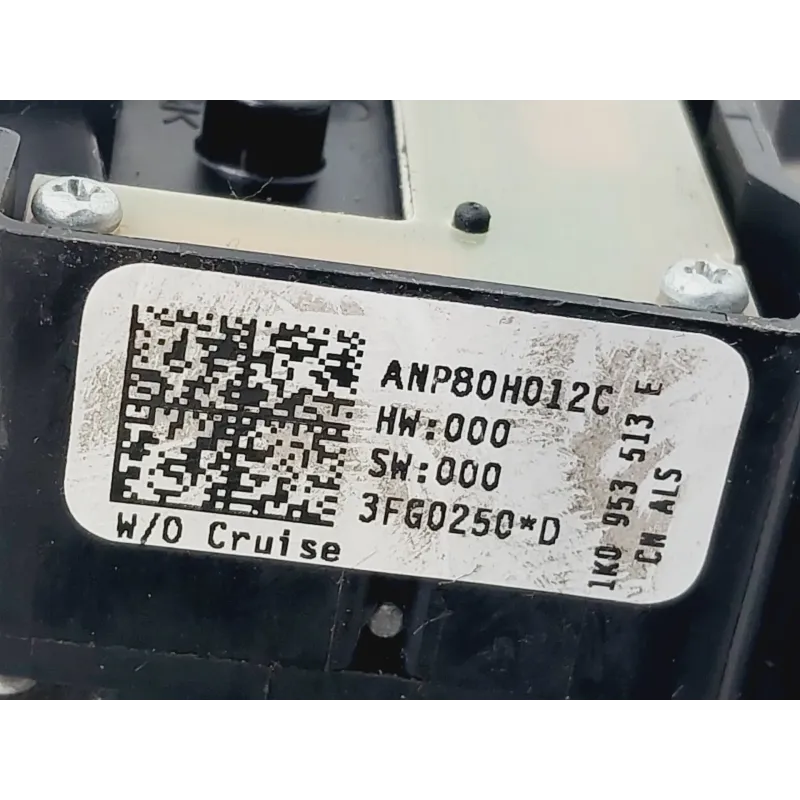 K
ANP80H012C
HW:000
SW:000
3FG0250*D
W/O Cruise
1K0 953 513 E
CN ALS